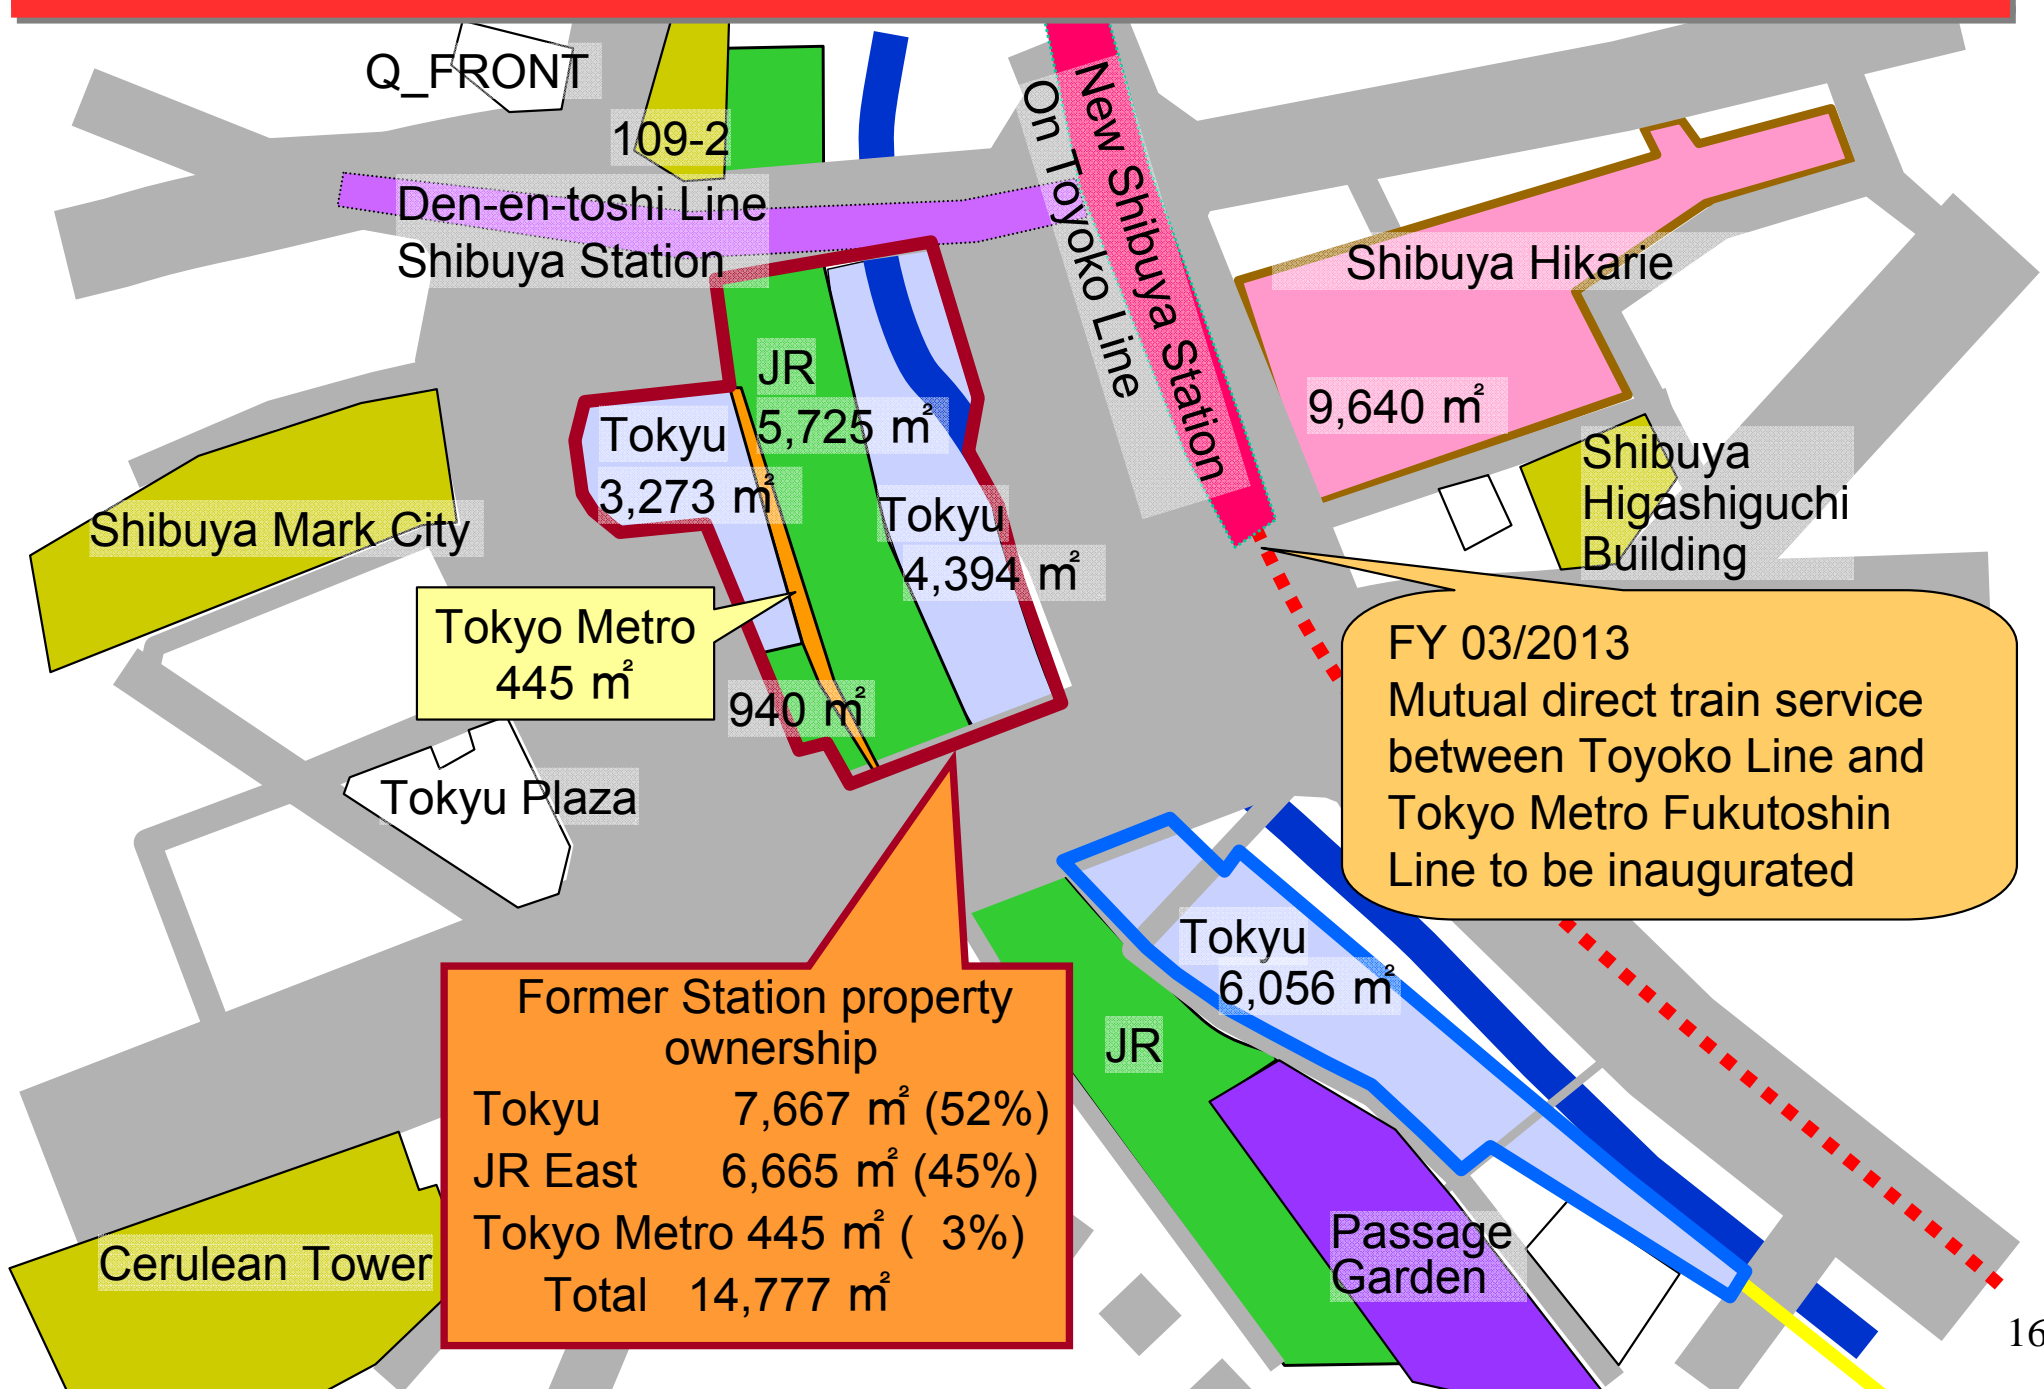 Q_FRONT
109-2
Den-en-toshi Line
Shibuya Station
New Shibuya Station
On Toyoko Line
Shibuya Hikarie
9,640 ㎡
JR
5,725 ㎡
Tokyu
3,273 ㎡
Tokyu
4,394 ㎡
Shibuya
Higashiguchi
Building
Shibuya Mark City
Tokyo Metro
445 ㎡
940 ㎡
FY 03/2013
Mutual direct train service
between Toyoko Line and
Tokyo Metro Fukutoshin
Line to be inaugurated
Tokyu Plaza
Tokyu
6,056 ㎡
JR
Former Station property
ownership
Tokyu 7,667 ㎡ (52%)
JR East 6,665 ㎡ (45%)
Tokyo Metro 445 ㎡ ( 3%)
Total 14,777 ㎡
Passage
Garden
Cerulean Tower
16